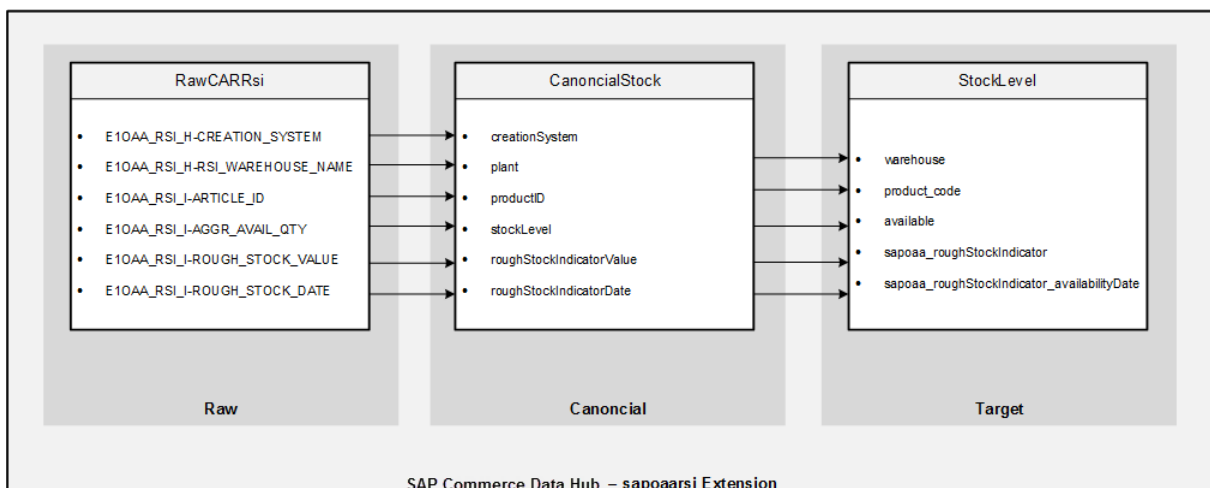 RawCARRsi
• E1OAA_RSI_H-CREATION_SYSTEM
• E1OAA_RSI_H-RSI_WAREHOUSE_NAME
• E1OAA_RSI_I-ARTICLE_ID
• E1OAA_RSI_I-AGGR_AVAIL_QTY
• E1OAA_RSI_I-ROUGH_STOCK_VALUE
• E1OAA_RSI_I-ROUGH_STOCK_DATE
Raw
CanoncialStock
• creationSystem
• plant
• productID
• stockLevel
• roughStockIndicatorValue
• roughStockIndicatorDate
Canoncial
StockLevel
• warehouse
• product_code
• available
• sapoaa_roughStockIndicator
• sapoaa_roughStockIndicator_availabilityDate
Target
SAP Commerce Data Hub – sapoaarsi Extension